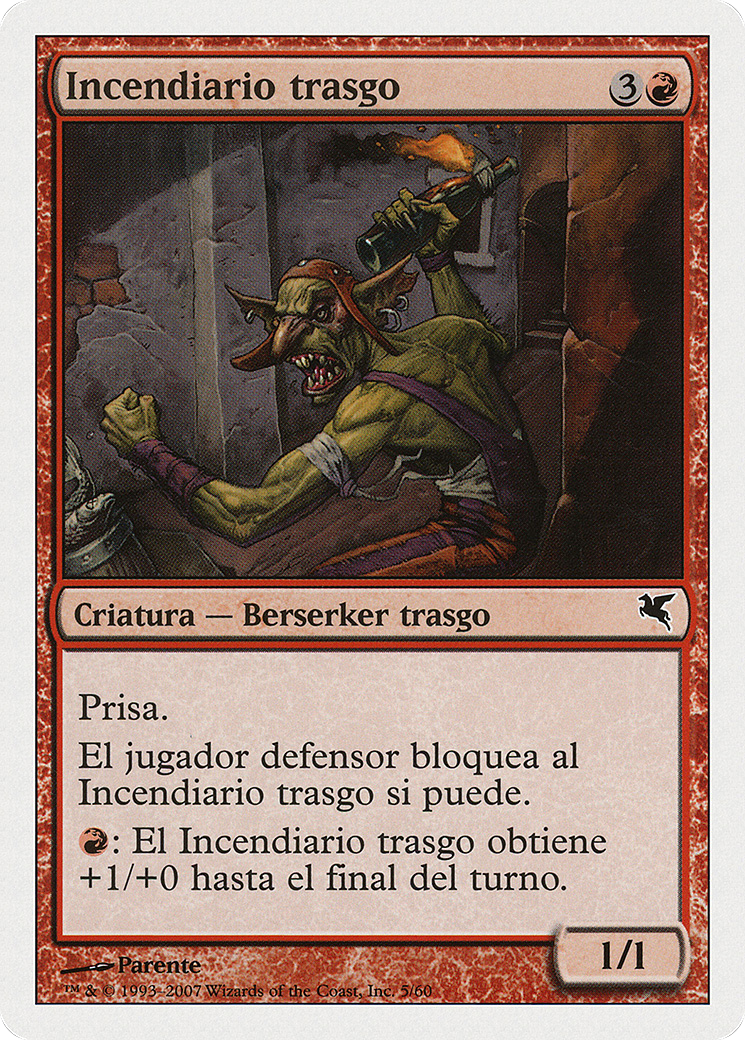 Incendiario trasgo
3
Criatura — Berserker trasgo
Prisa.
El jugador defensor bloquea al
Incendiario trasgo si puede.
: El Incendiario trasgo obtiene
+1/+0 hasta el final del turno.
1/1
Parente
™ & © 1993–2007 Wizards of the Coast, Inc. 5/60